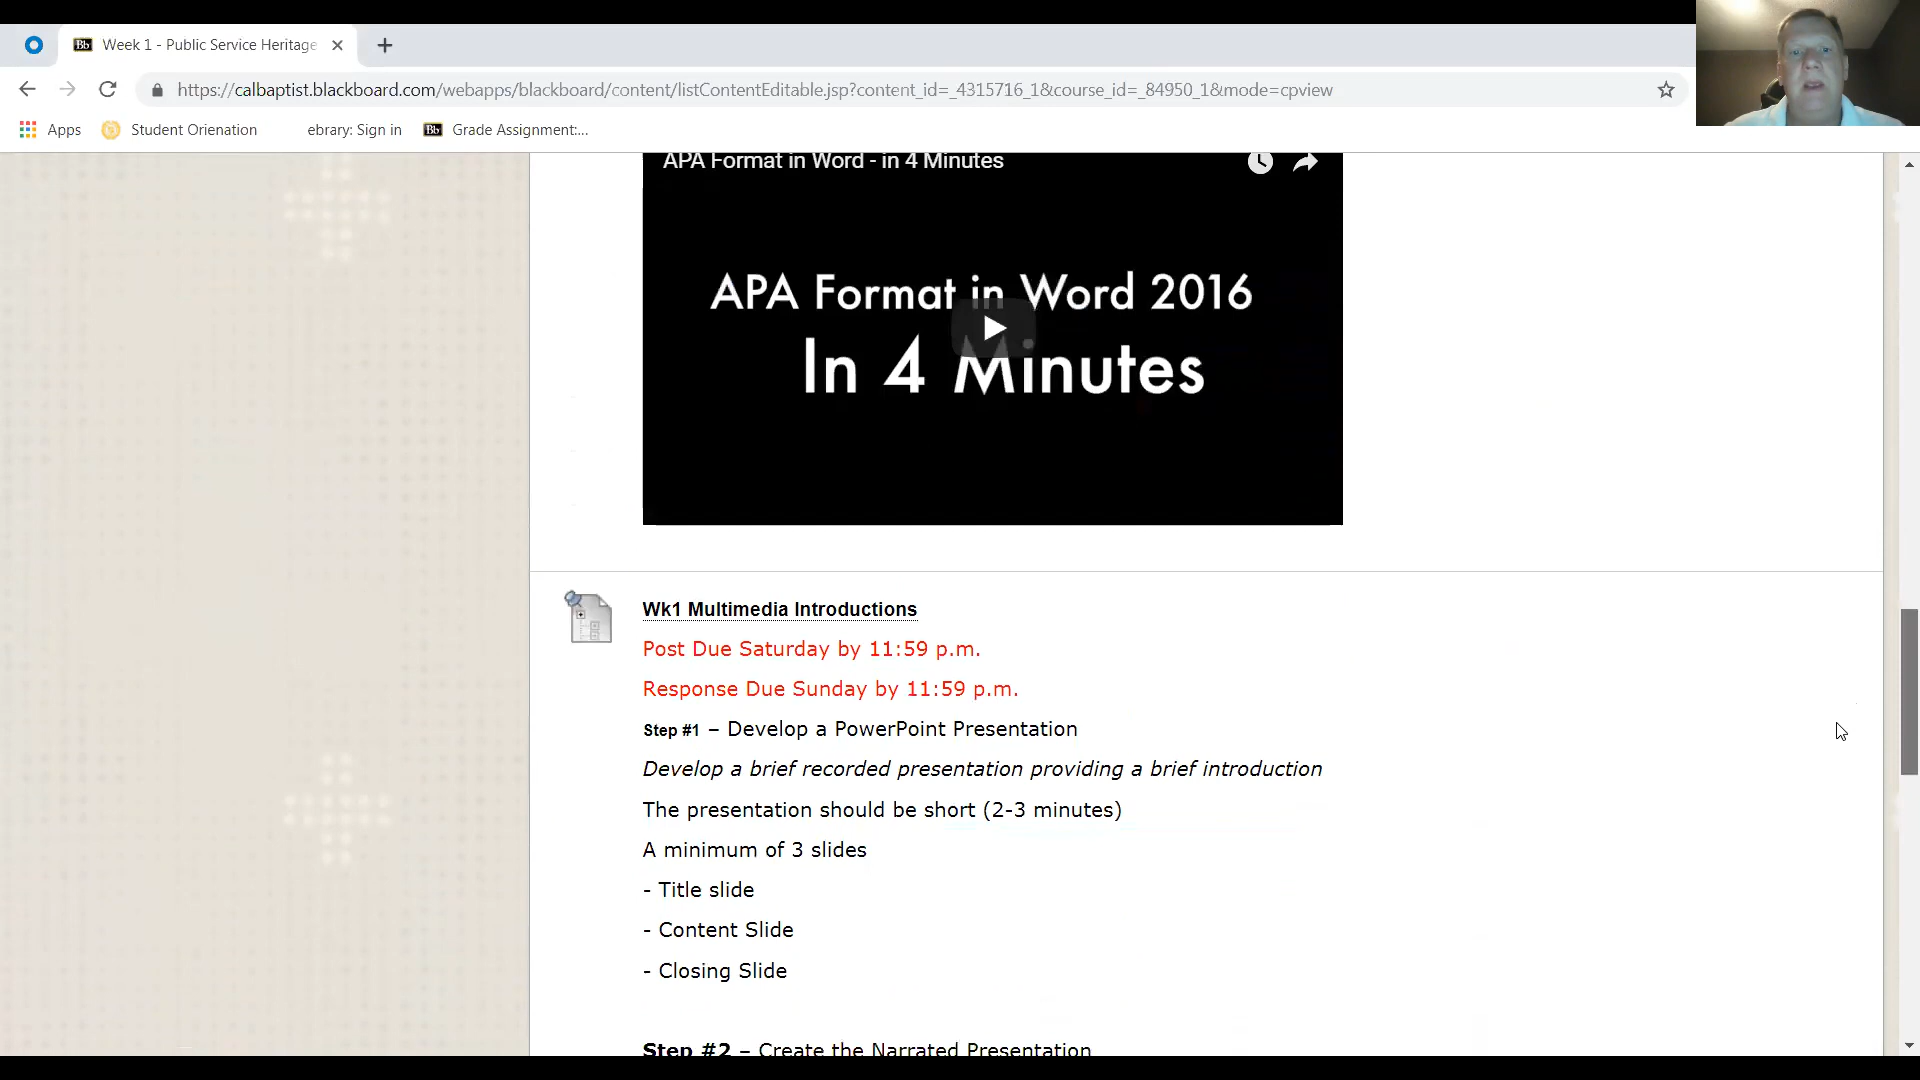 Bb Week 1 - Public Service Heritage
https://calbaptist.blackboard.com/webapps/blackboard/content/listContentEditable.jsp?content_id=_4315716_1&course_id=_84950_1&mode=cpview
Apps Student Orienation ebrary: Sign in Bb Grade Assignment:...
APA Format in Word - in 4 Minutes
APA Format in Word 2016
In 4 Minutes
Wk1 Multimedia Introductions
Post Due Saturday by 11:59 p.m.
Response Due Sunday by 11:59 p.m.
Step #1 – Develop a PowerPoint Presentation
Develop a brief recorded presentation providing a brief introduction
The presentation should be short (2-3 minutes)
A minimum of 3 slides
- Title slide
- Content Slide
- Closing Slide
Step #2 – Create the Narrated Presentation